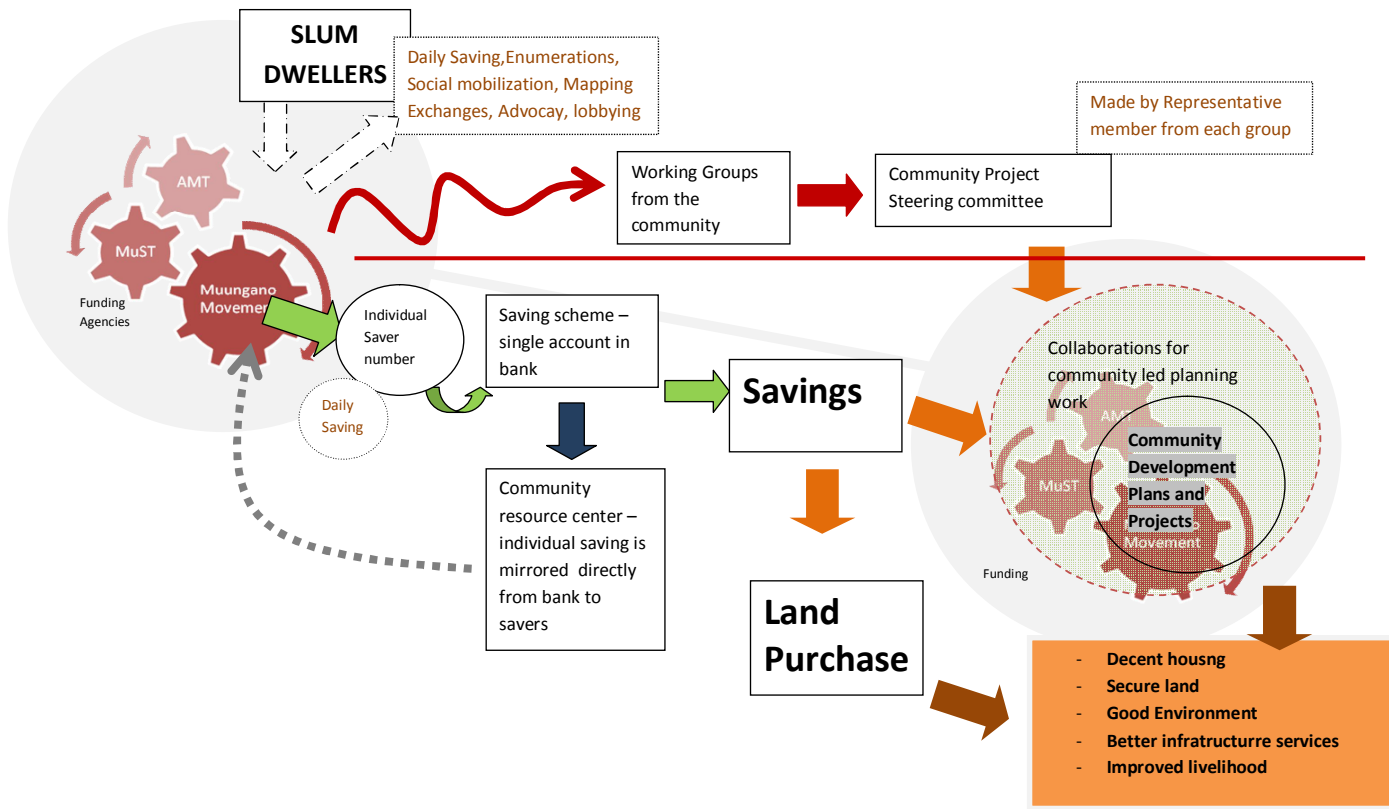 SLUM
DWELLERS
Daily Saving,Enumerations,
Social mobilization, Mapping
Exchanges, Advocay, lobbying
Made by Representative
member from each group
Working Groups
from the
community
Community Project
Steering committee
AMT
MuST
Muungano
Movement
Funding
Agencies
Individual
Saver
number
Daily
Saving
Saving scheme –
single account in
bank
Savings
Community
resource center –
individual saving is
mirrored directly
from bank to
savers
Land
Purchase
Collaborations for
community led planning
work
AMT
MuST
Community
Development
Plans and
Projects
Movement
Funding
- Decent housng
- Secure land
- Good Environment
- Better infratructurre services
- Improved livelihood